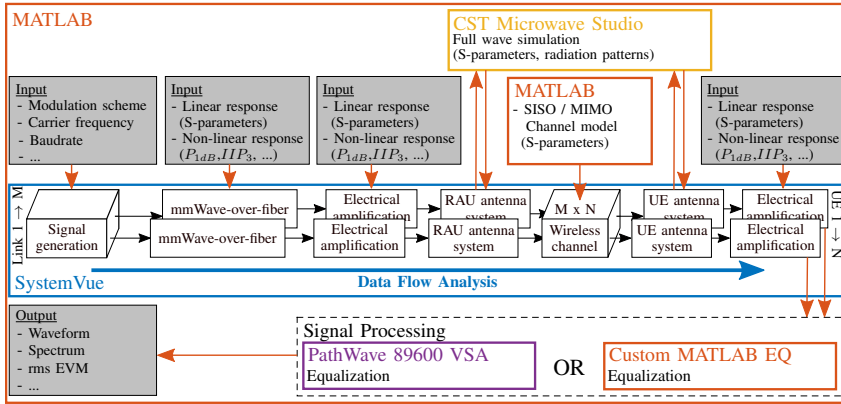 MATLAB
CST Microwave Studio
Full wave simulation
(S-parameters, radiation patterns)
Input
- Modulation scheme
- Carrier frequency
- Baudrate
- ...
Input
- Linear response
(S-parameters)
- Non-linear response
(P1dB,IIP3, ...)
Input
- Linear response
(S-parameters)
- Non-linear response
(P1dB,IIP3, ...)
MATLAB
- SISO / MIMO
Channel model
(S-parameters)
Input
- Linear response
(S-parameters)
- Non-linear response
(P1dB,IIP3, ...)
Link 1 → M
Signal
generation
mmWave-over-fiber
Electrical
amplification
RAU antenna
system
M x N
UE antenna
system
Electrical
amplification
mmWave-over-fiber
Electrical
amplification
RAU antenna
system
Wireless
channel
UE antenna
system
Electrical
amplification
UE 1 → N
SystemVue
Data Flow Analysis
Output
- Waveform
- Spectrum
- rms EVM
- ...
Signal Processing
PathWave 89600 VSA
Equalization
OR
Custom MATLAB EQ
Equalization